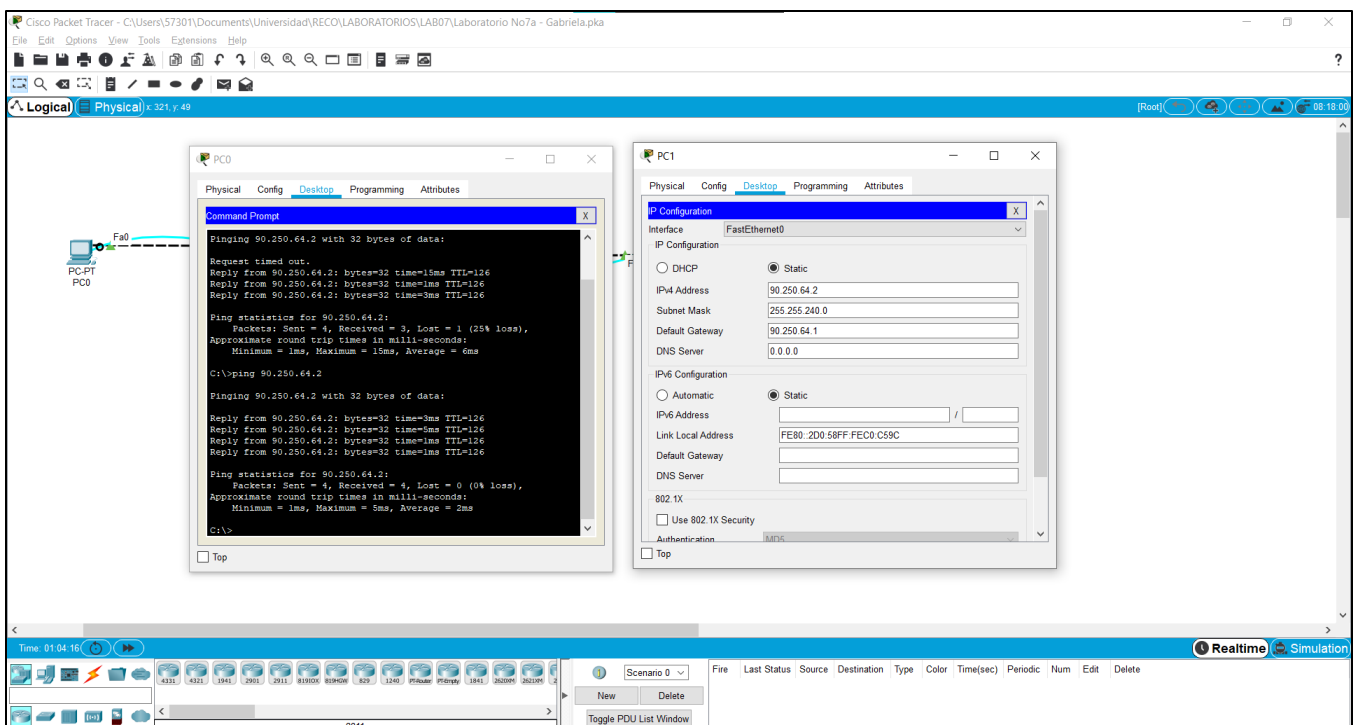 Cisco Packet Tracer - C:\Users\57301\Documents\Universidad\RECO\LABORATORIOS\LAB07\Laboratorio No7a - Gabriela.pka
File Edit Options View Tools Extensions Help
?
Logical Physical x: 321, y: 49 [Root] 08:18:00
PC0
Physical Config Desktop Programming Attributes
Command Prompt X
Pinging 90.250.64.2 with 32 bytes of data:
Request timed out.
Reply from 90.250.64.2: bytes=32 time=15ms TTL=126
Reply from 90.250.64.2: bytes=32 time=1ms TTL=126
Reply from 90.250.64.2: bytes=32 time=3ms TTL=126
Ping statistics for 90.250.64.2:
Packets: Sent = 4, Received = 3, Lost = 1 (25% loss),
Approximate round trip times in milli-seconds:
Minimum = 1ms, Maximum = 15ms, Average = 6ms
C:\>ping 90.250.64.2
Pinging 90.250.64.2 with 32 bytes of data:
Reply from 90.250.64.2: bytes=32 time=3ms TTL=126
Reply from 90.250.64.2: bytes=32 time=5ms TTL=126
Reply from 90.250.64.2: bytes=32 time=1ms TTL=126
Reply from 90.250.64.2: bytes=32 time=1ms TTL=126
Ping statistics for 90.250.64.2:
Packets: Sent = 4, Received = 4, Lost = 0 (0% loss),
Approximate round trip times in milli-seconds:
Minimum = 1ms, Maximum = 5ms, Average = 2ms
C:\>
Top
Fa0
PC-PT
PC0
F
PC1
Physical Config Desktop Programming Attributes
IP Configuration X
Interface FastEthernet0
IP Configuration
DHCP Static
IPv4 Address 90.250.64.2
Subnet Mask 255.255.240.0
Default Gateway 90.250.64.1
DNS Server 0.0.0.0
IPv6 Configuration
Automatic Static
IPv6 Address /
Link Local Address FE80::2D0:58FF:FEC0:C59C
Default Gateway
DNS Server
802.1X
Use 802.1X Security
Authentication MD5
Top
Time: 01:04:16 Realtime Simulation
4331 4321 1941 2901 2911 819IOX 819HGW 829 1240 PT-Router PT-Empty 1841 2620XM 2621XM 2
Scenario 0
New Delete
Toggle PDU List Window
Fire Last Status Source Destination Type Color Time(sec) Periodic Num Edit Delete